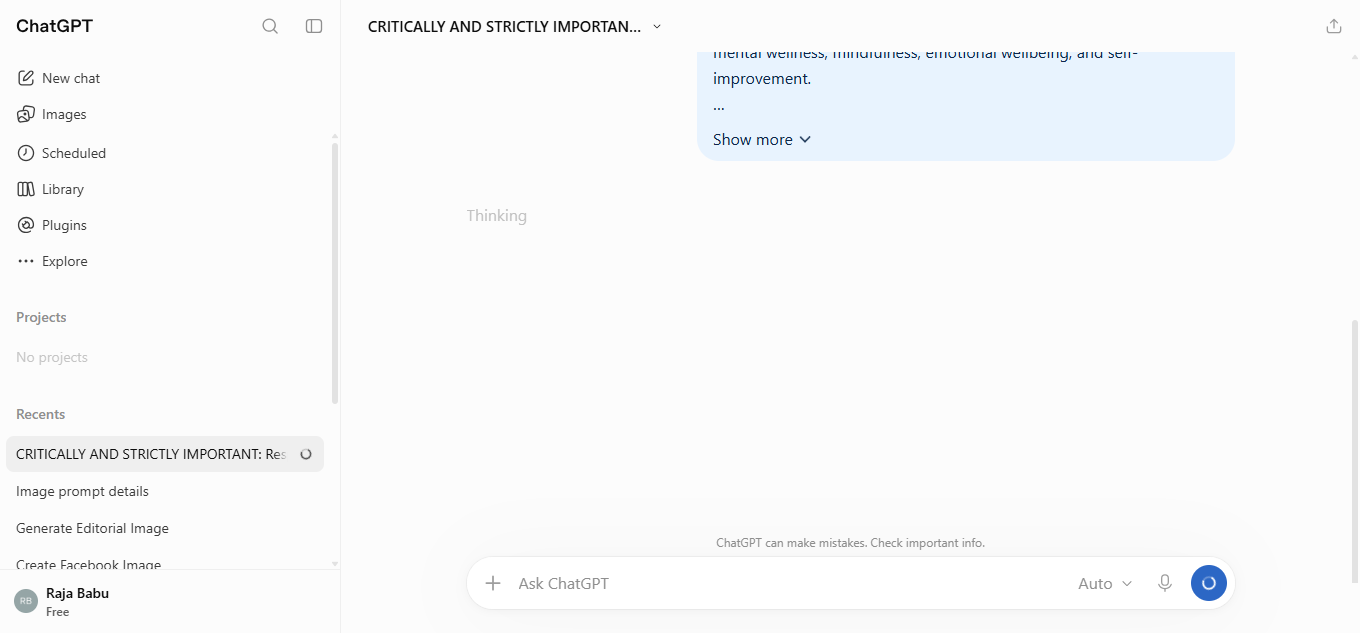 ChatGPT
New chat
Images
Scheduled
Library
Plugins
Explore
Projects
No projects
Recents
CRITICALLY AND STRICTLY IMPORTANT: Res
Image prompt details
Generate Editorial Image
Create Facebook Image
RB
Raja Babu
Free
CRITICALLY AND STRICTLY IMPORTAN...
mental wellness, mindfulness, emotional wellbeing, and self-
improvement.
...
Show more
Thinking
ChatGPT can make mistakes. Check important info.
Ask ChatGPT
Auto